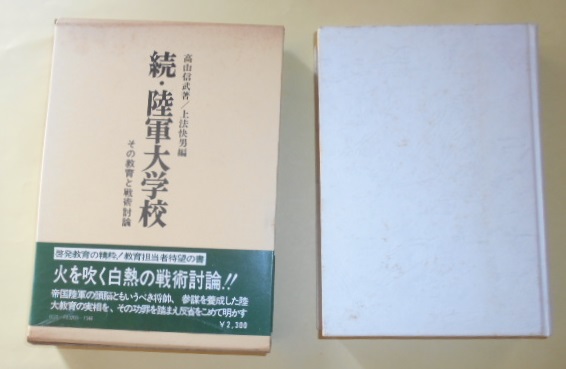 高山信武著/上法快男編
続・陸軍大学校
その教育と戦術討論
啓発教育の精粋!教育担当者待望の書
火を吹く白熱の戦術討論!!
帝国陸軍の頭脳ともいうべき将帥、参謀を養成した陸
大教育の実相を、その功罪を踏まえ反省をこめて明かす
¥2,300